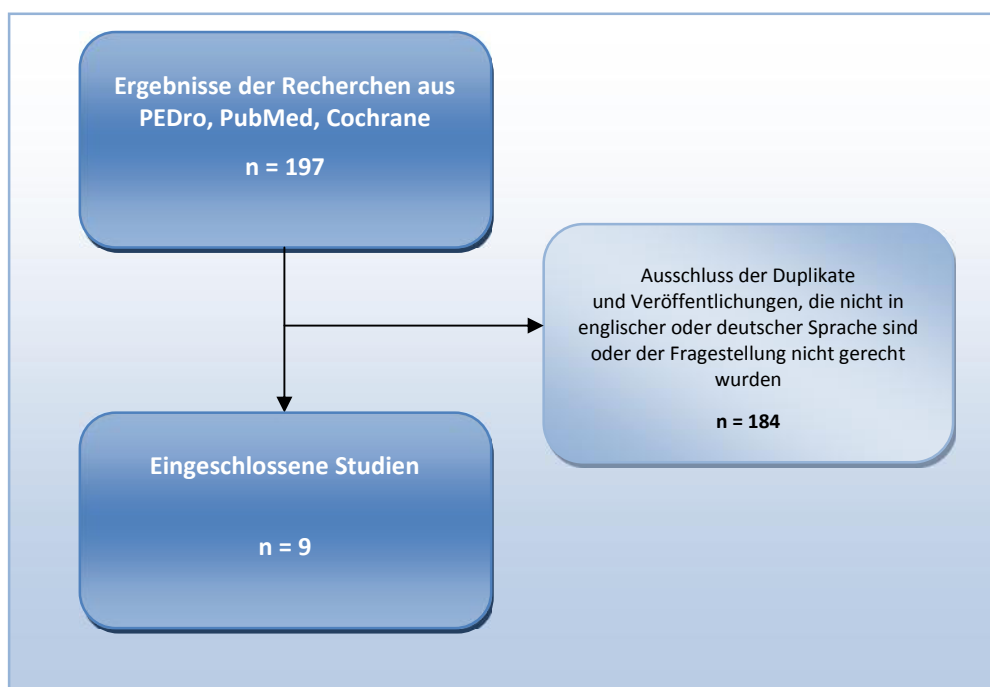 Ergebnisse der Recherchen aus
PEDro, PubMed, Cochrane
n = 197
Ausschluss der Duplikate
und Veröffentlichungen, die nicht in
englischer oder deutscher Sprache sind
oder der Fragestellung nicht gerecht
wurden
n = 184
Eingeschlossene Studien
n = 9